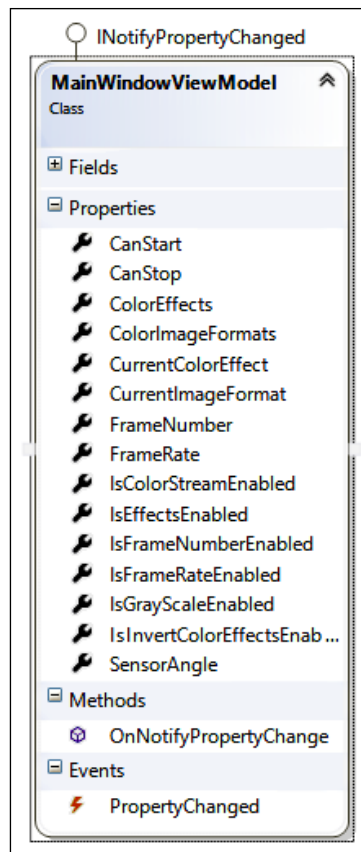 INotifyPropertyChanged
MainWindowViewModel
Class
Fields
Properties
CanStart
CanStop
ColorEffects
ColorImageFormats
CurrentColorEffect
CurrentImageFormat
FrameNumber
FrameRate
IsColorStreamEnabled
IsEffectsEnabled
IsFrameNumberEnabled
IsFrameRateEnabled
IsGrayScaleEnabled
IsInvertColorEffectsEnab...
SensorAngle
Methods
OnNotifyPropertyChange
Events
PropertyChanged